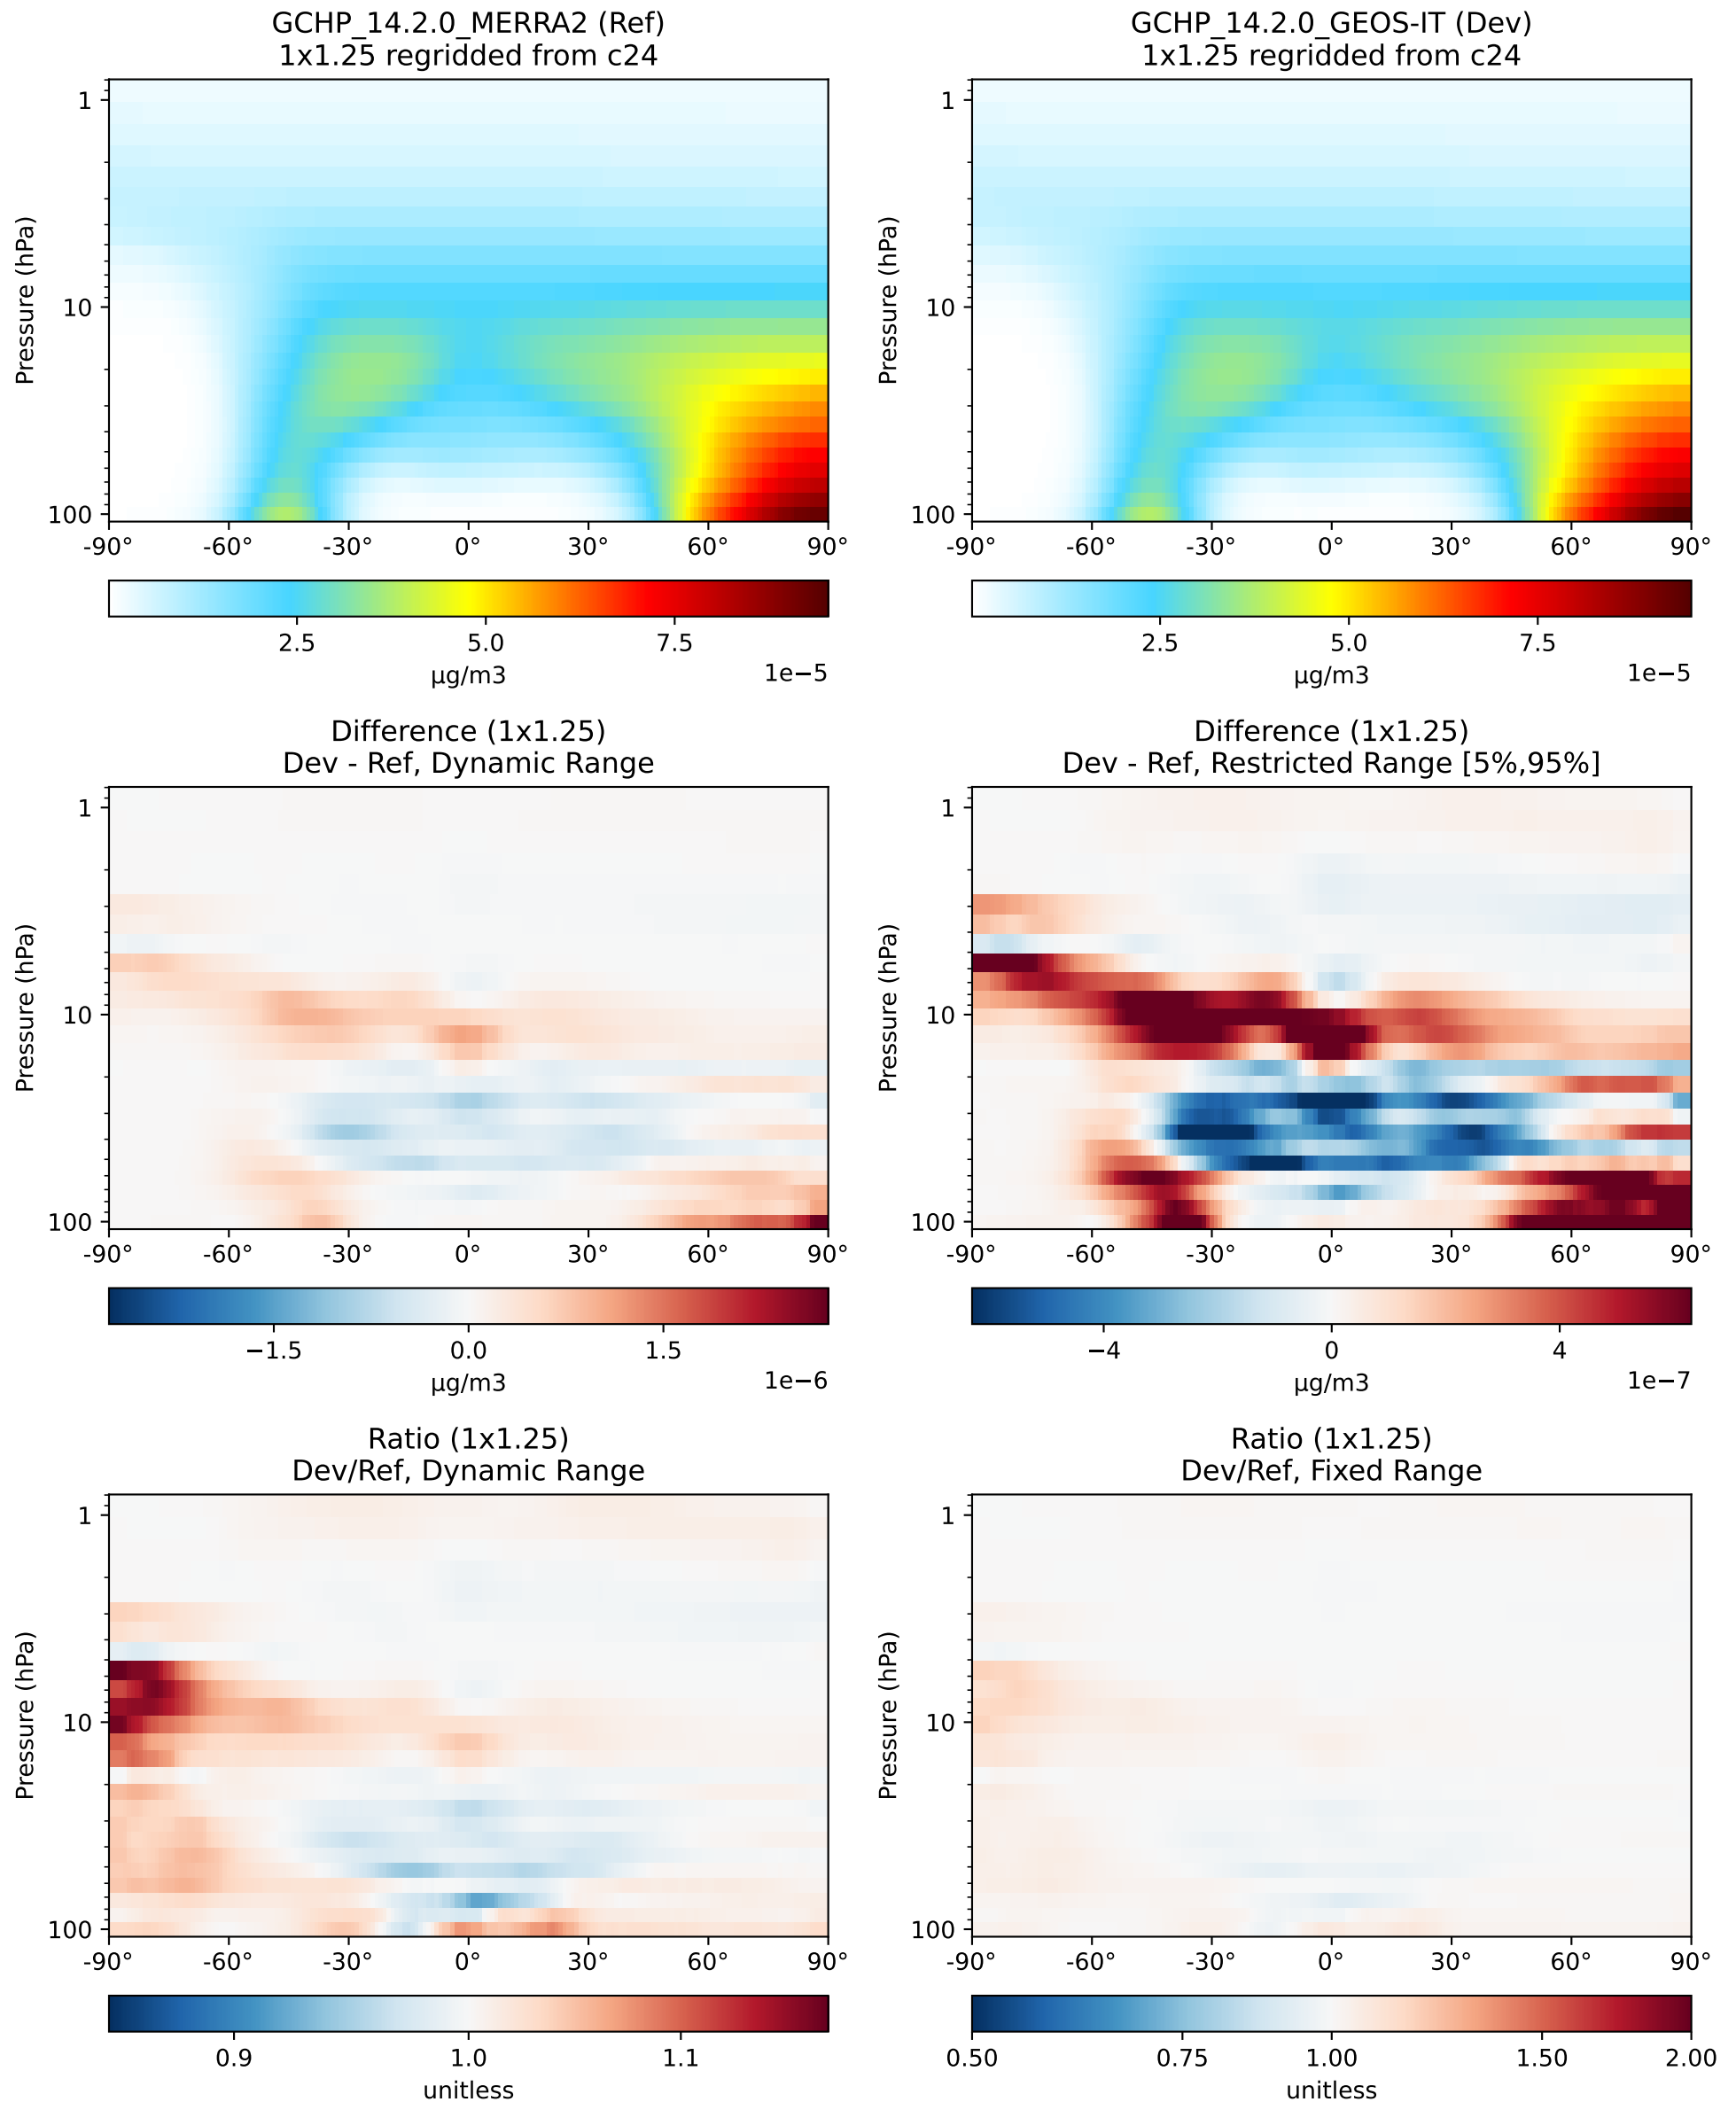 GCHP_14.2.0_MERRA2 (Ref)
1x1.25 regridded from c24
Pressure (hPa)
1
10
100
-90°
-60°
-30°
0°
30°
60°
90°
2.5
5.0
7.5
µg/m3
1e−5
GCHP_14.2.0_GEOS-IT (Dev)
1x1.25 regridded from c24
Pressure (hPa)
1
10
100
-90°
-60°
-30°
0°
30°
60°
90°
2.5
5.0
7.5
µg/m3
1e−5
Difference (1x1.25)
Dev - Ref, Dynamic Range
Pressure (hPa)
1
10
100
-90°
-60°
-30°
0°
30°
60°
90°
−1.5
0.0
1.5
µg/m3
1e−6
Difference (1x1.25)
Dev - Ref, Restricted Range [5%,95%]
Pressure (hPa)
1
10
100
-90°
-60°
-30°
0°
30°
60°
90°
−4
0
4
µg/m3
1e−7
Ratio (1x1.25)
Dev/Ref, Dynamic Range
Pressure (hPa)
1
10
100
-90°
-60°
-30°
0°
30°
60°
90°
0.9
1.0
1.1
unitless
Ratio (1x1.25)
Dev/Ref, Fixed Range
Pressure (hPa)
1
10
100
-90°
-60°
-30°
0°
30°
60°
90°
0.50
0.75
1.00
1.50
2.00
unitless